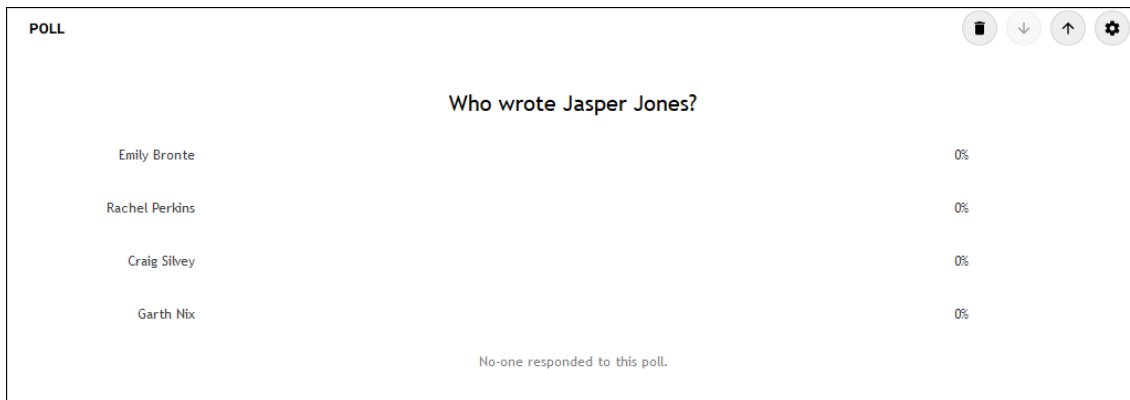 POLL
Who wrote Jasper Jones?
Emily Bronte 0%
Rachel Perkins 0%
Craig Silvey 0%
Garth Nix 0%
No-one responded to this poll.